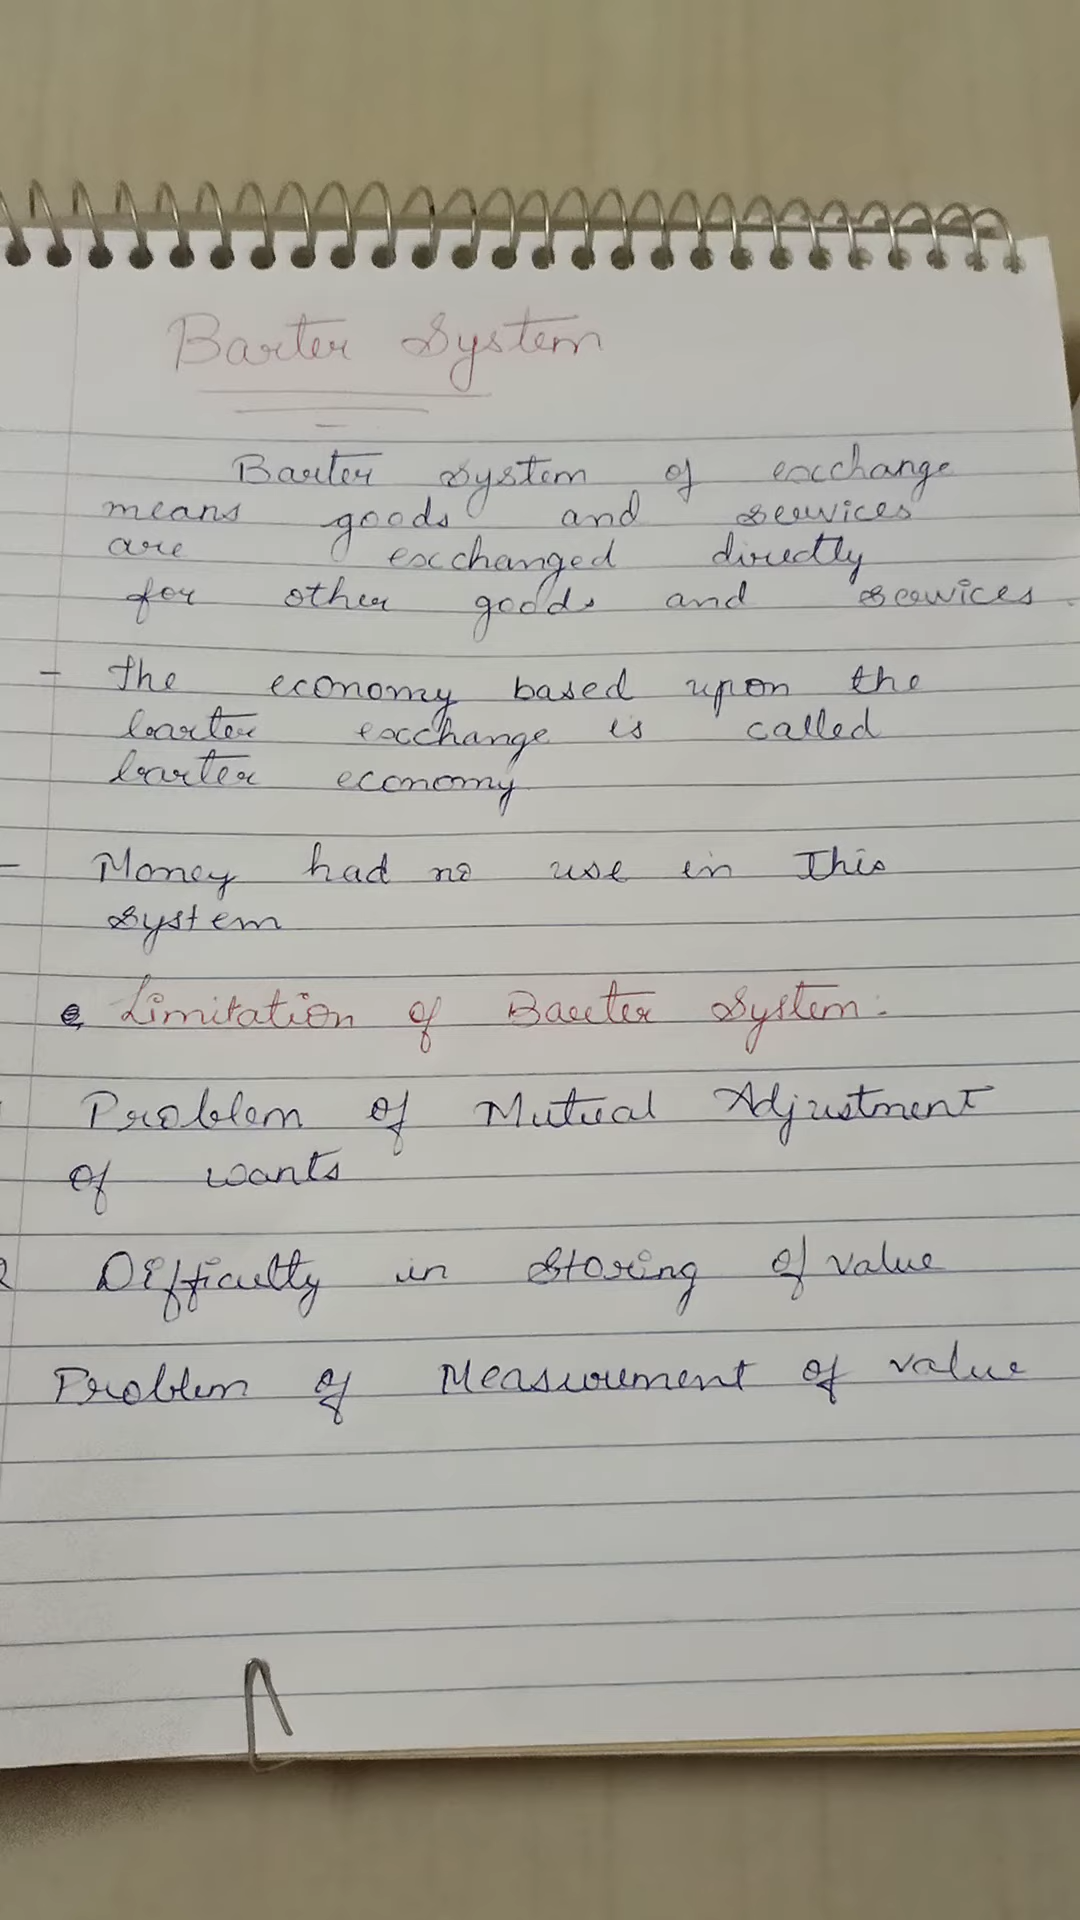 Barter System
Barter system of exchange
means goods and services
are exchanged directly
for other goods and services.
- The economy based upon the
barter exchange is called
barter economy
- Money had no use in This
system
Limitation of Barter System:
Problem of Mutual Adjustment
of wants
2 Difficulty in Storing of value
Problem of Measurement of value